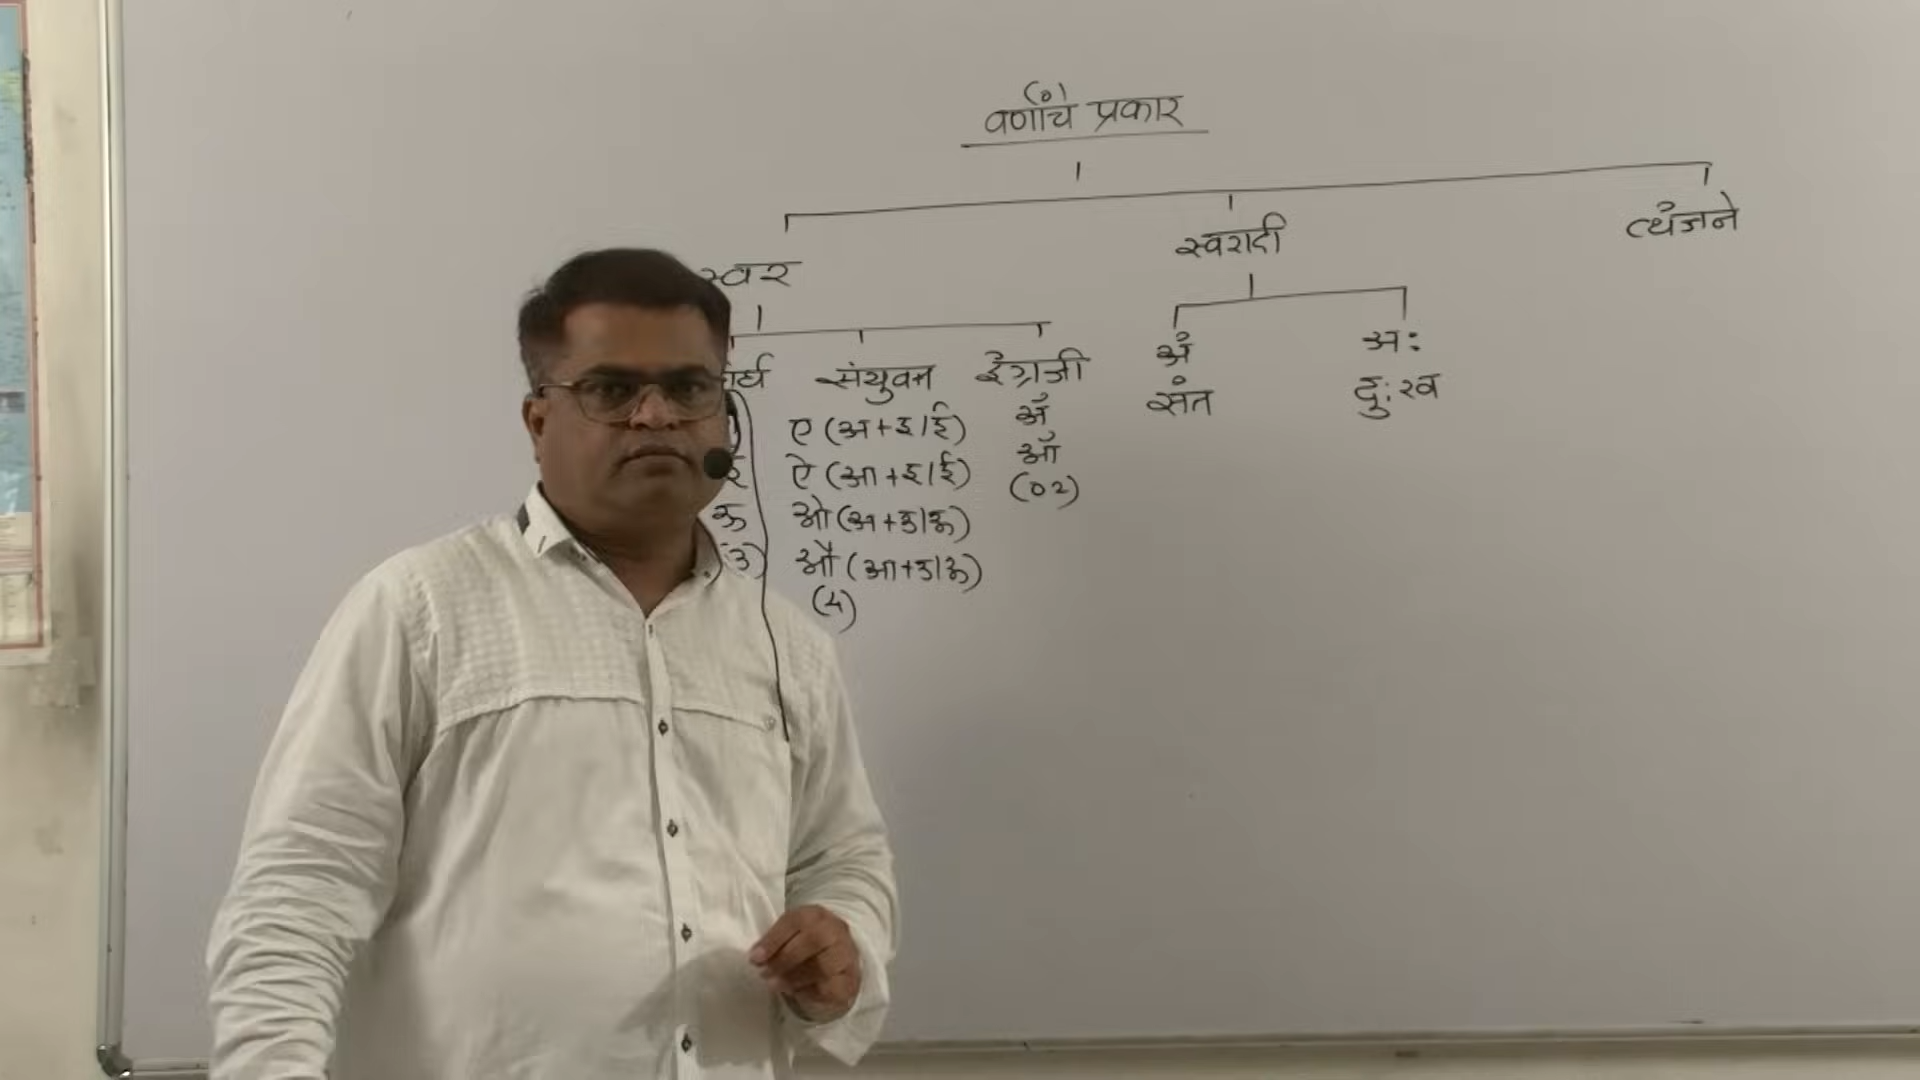 वर्णांचे प्रकार
स्वर स्वरादी व्यंजने
संयुक्त इंग्रजी अं अः
संत दुःख
ए (अ+इ/ई) अॅ
ऐ (आ+इ/ई) ऑ
ऊ ओ (अ+उ/ऊ) (02)
औ (आ+उ/ऊ)
(4)